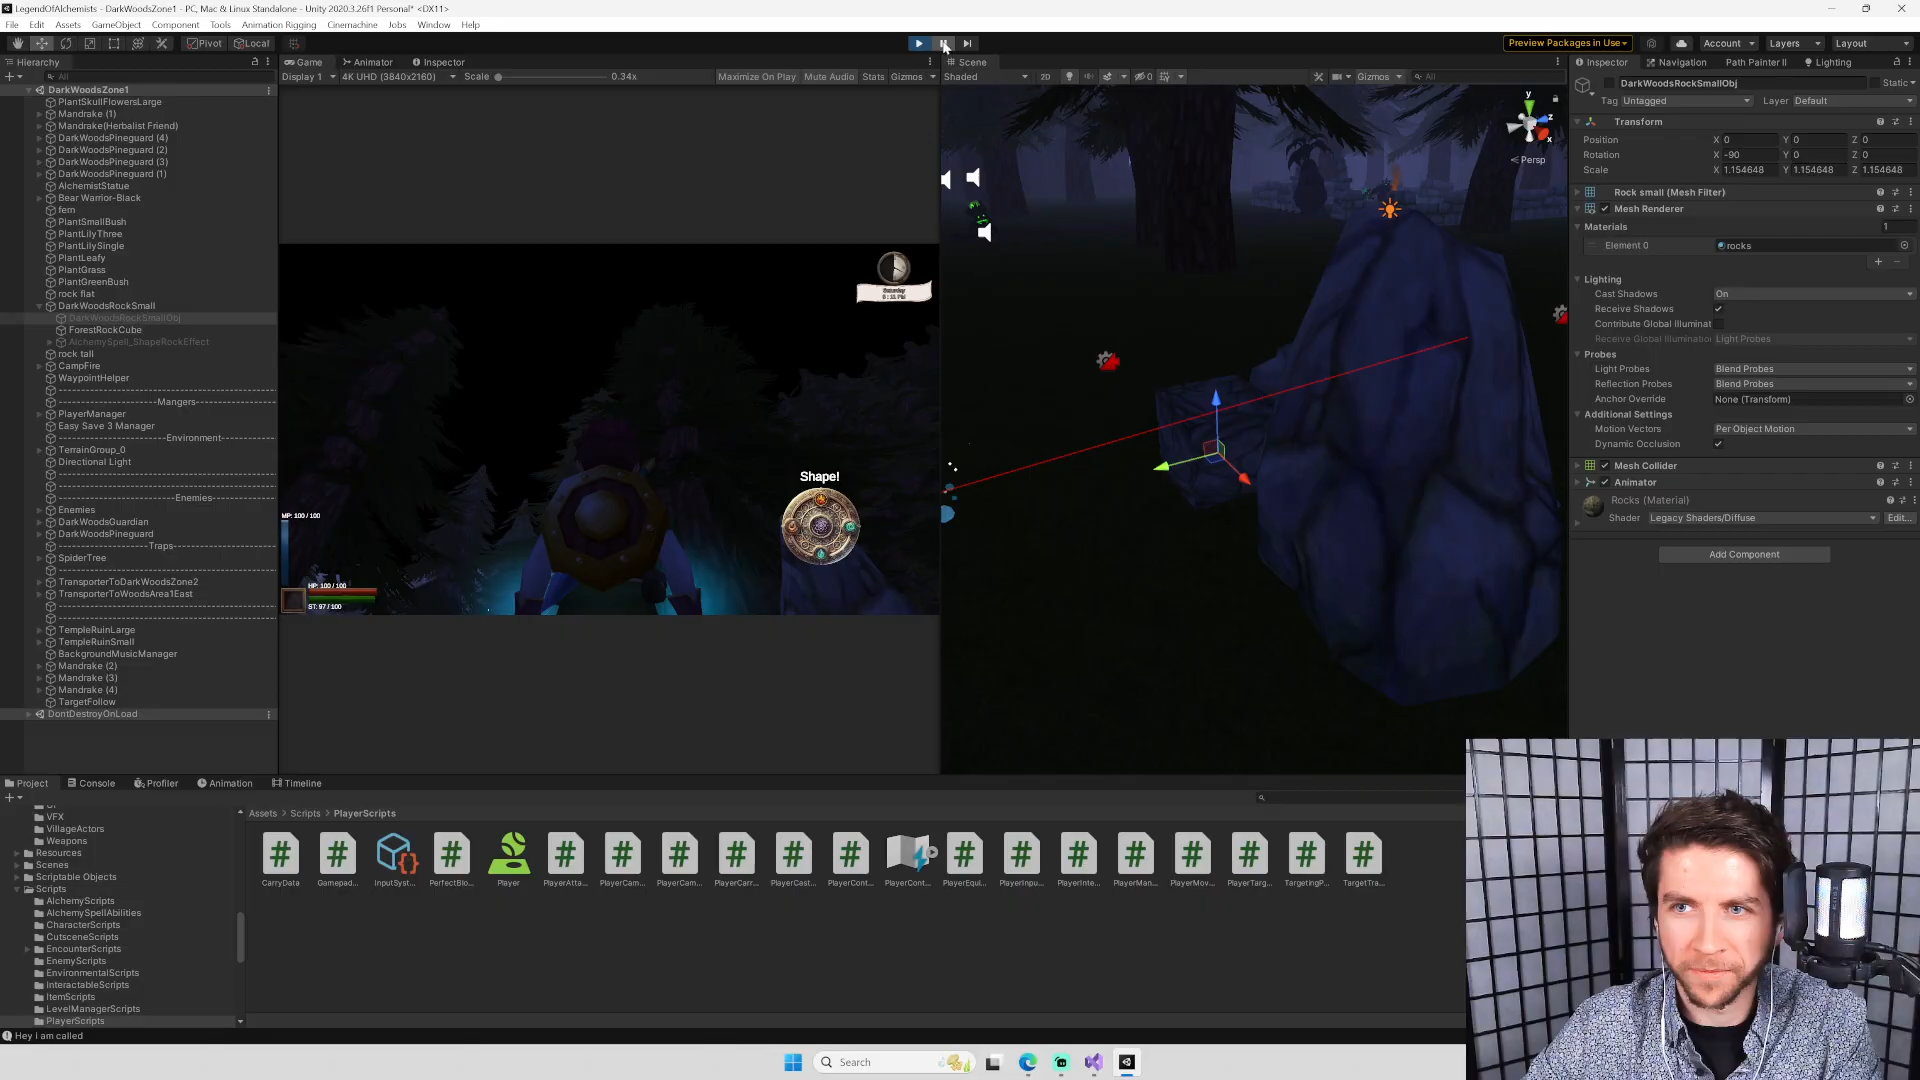 LegendOfAlchemists - DarkWoodsZone1 - PC, Mac & Linux Standalone - Unity 2020.3.26f1 Personal* <DX11>
File Edit Assets GameObject Component Tools Animation Rigging Cinemachine Jobs Window Help
Pivot Local Preview Packages in Use Account Layers Layout
Hierarchy Game Animator Inspector Scene Inspector Navigation Path Painter II Lighting
All Display 1 4K UHD (3840x2160) Scale 0.34x Maximize On Play Mute Audio Stats Gizmos Shaded 2D 0 Gizmos All
DarkWoodsZone1
PlantSkullFlowersLarge
Mandrake (1)
Mandrake(Herbalist Friend)
DarkWoodsPineguard (4)
DarkWoodsPineguard (2)
DarkWoodsPineguard (3)
DarkWoodsPineguard (1)
AlchemistStatue
Bear Warrior-Black
fern
PlantSmallBush
PlantLilyThree
PlantLilySingle
PlantLeafy
PlantGrass
PlantGreenBush
rock flat
DarkWoodsRockSmall
DarkWoodsRockSmallObj
ForestRockCube
AlchemySpell_ShapeRockEffect
rock tall
CampFire
WaypointHelper
Mangers
PlayerManager
Easy Save 3 Manager
Environment
TerrainGroup_0
Directional Light
Enemies
Enemies
DarkWoodsGuardian
DarkWoodsPineguard
Traps
SpiderTree
TransporterToDarkWoodsZone2
TransporterToWoodsArea1East
TempleRuinLarge
TempleRuinSmall
BackgroundMusicManager
Mandrake (2)
Mandrake (3)
Mandrake (4)
TargetFollow
DontDestroyOnLoad
Saturday
Shape!
MP: 100 / 100
HP: 100 / 100
ST: 97 / 100
y
z
x
Persp
DarkWoodsRockSmallObj Static
Tag Untagged Layer Default
Transform
Position X 0 Y 0 Z 0
Rotation X -90 Y 0 Z 0
Scale X 1.154648 Y 1.154648 Z 1.154648
Rock small (Mesh Filter)
Mesh Renderer
Materials 1
Element 0 rocks
Lighting
Cast Shadows On
Receive Shadows
Contribute Global Illuminat
Receive Global Illumination Light Probes
Probes
Light Probes Blend Probes
Reflection Probes Blend Probes
Anchor Override None (Transform)
Additional Settings
Motion Vectors Per Object Motion
Dynamic Occlusion
Mesh Collider
Animator
Rocks (Material)
Shader Legacy Shaders/Diffuse Edit...
Add Component
Project Console Profiler Animation Timeline
VFX
VillageActors
Weapons
Resources
Scenes
Scriptable Objects
Scripts
AlchemyScripts
AlchemySpellAbilities
CharacterScripts
CutsceneScripts
EncounterScripts
EnemyScripts
EnvironmentalScripts
InteractableScripts
ItemScripts
LevelManagerScripts
PlayerScripts
Assets > Scripts > PlayerScripts
CarryData Gamepad... InputSyst... PerfectBlo... Player PlayerAtta... PlayerCam... PlayerCam... PlayerCarr... PlayerCast... PlayerCont... PlayerCont... PlayerEqui... PlayerInpu... PlayerInte... PlayerMan... PlayerMov... PlayerTarg... TargetingP... TargetTra...
Hey I am called
Search